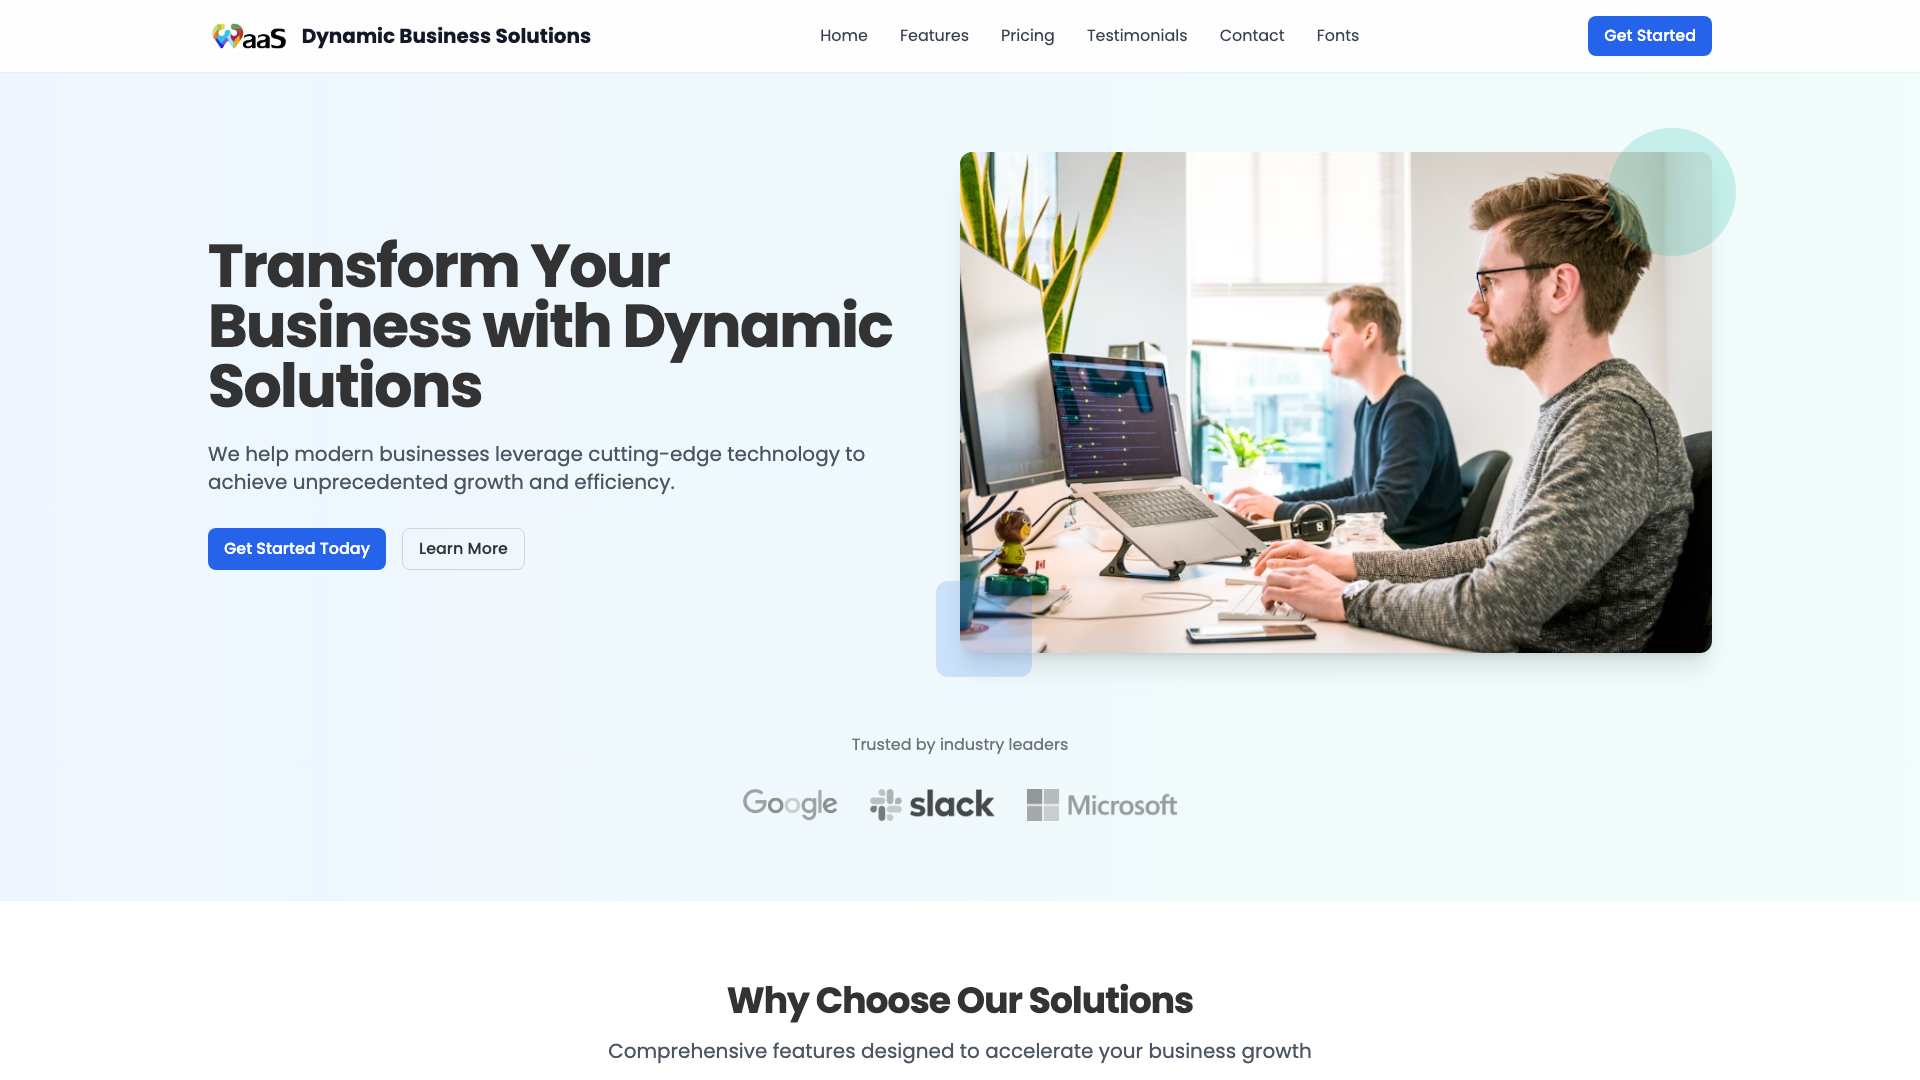 WaaS Dynamic Business Solutions
Home Features Pricing Testimonials Contact Fonts
Get Started
Transform Your
Business with Dynamic
Solutions
We help modern businesses leverage cutting-edge technology to
achieve unprecedented growth and efficiency.
Get Started Today Learn More
Trusted by industry leaders
Google slack Microsoft
Why Choose Our Solutions
Comprehensive features designed to accelerate your business growth